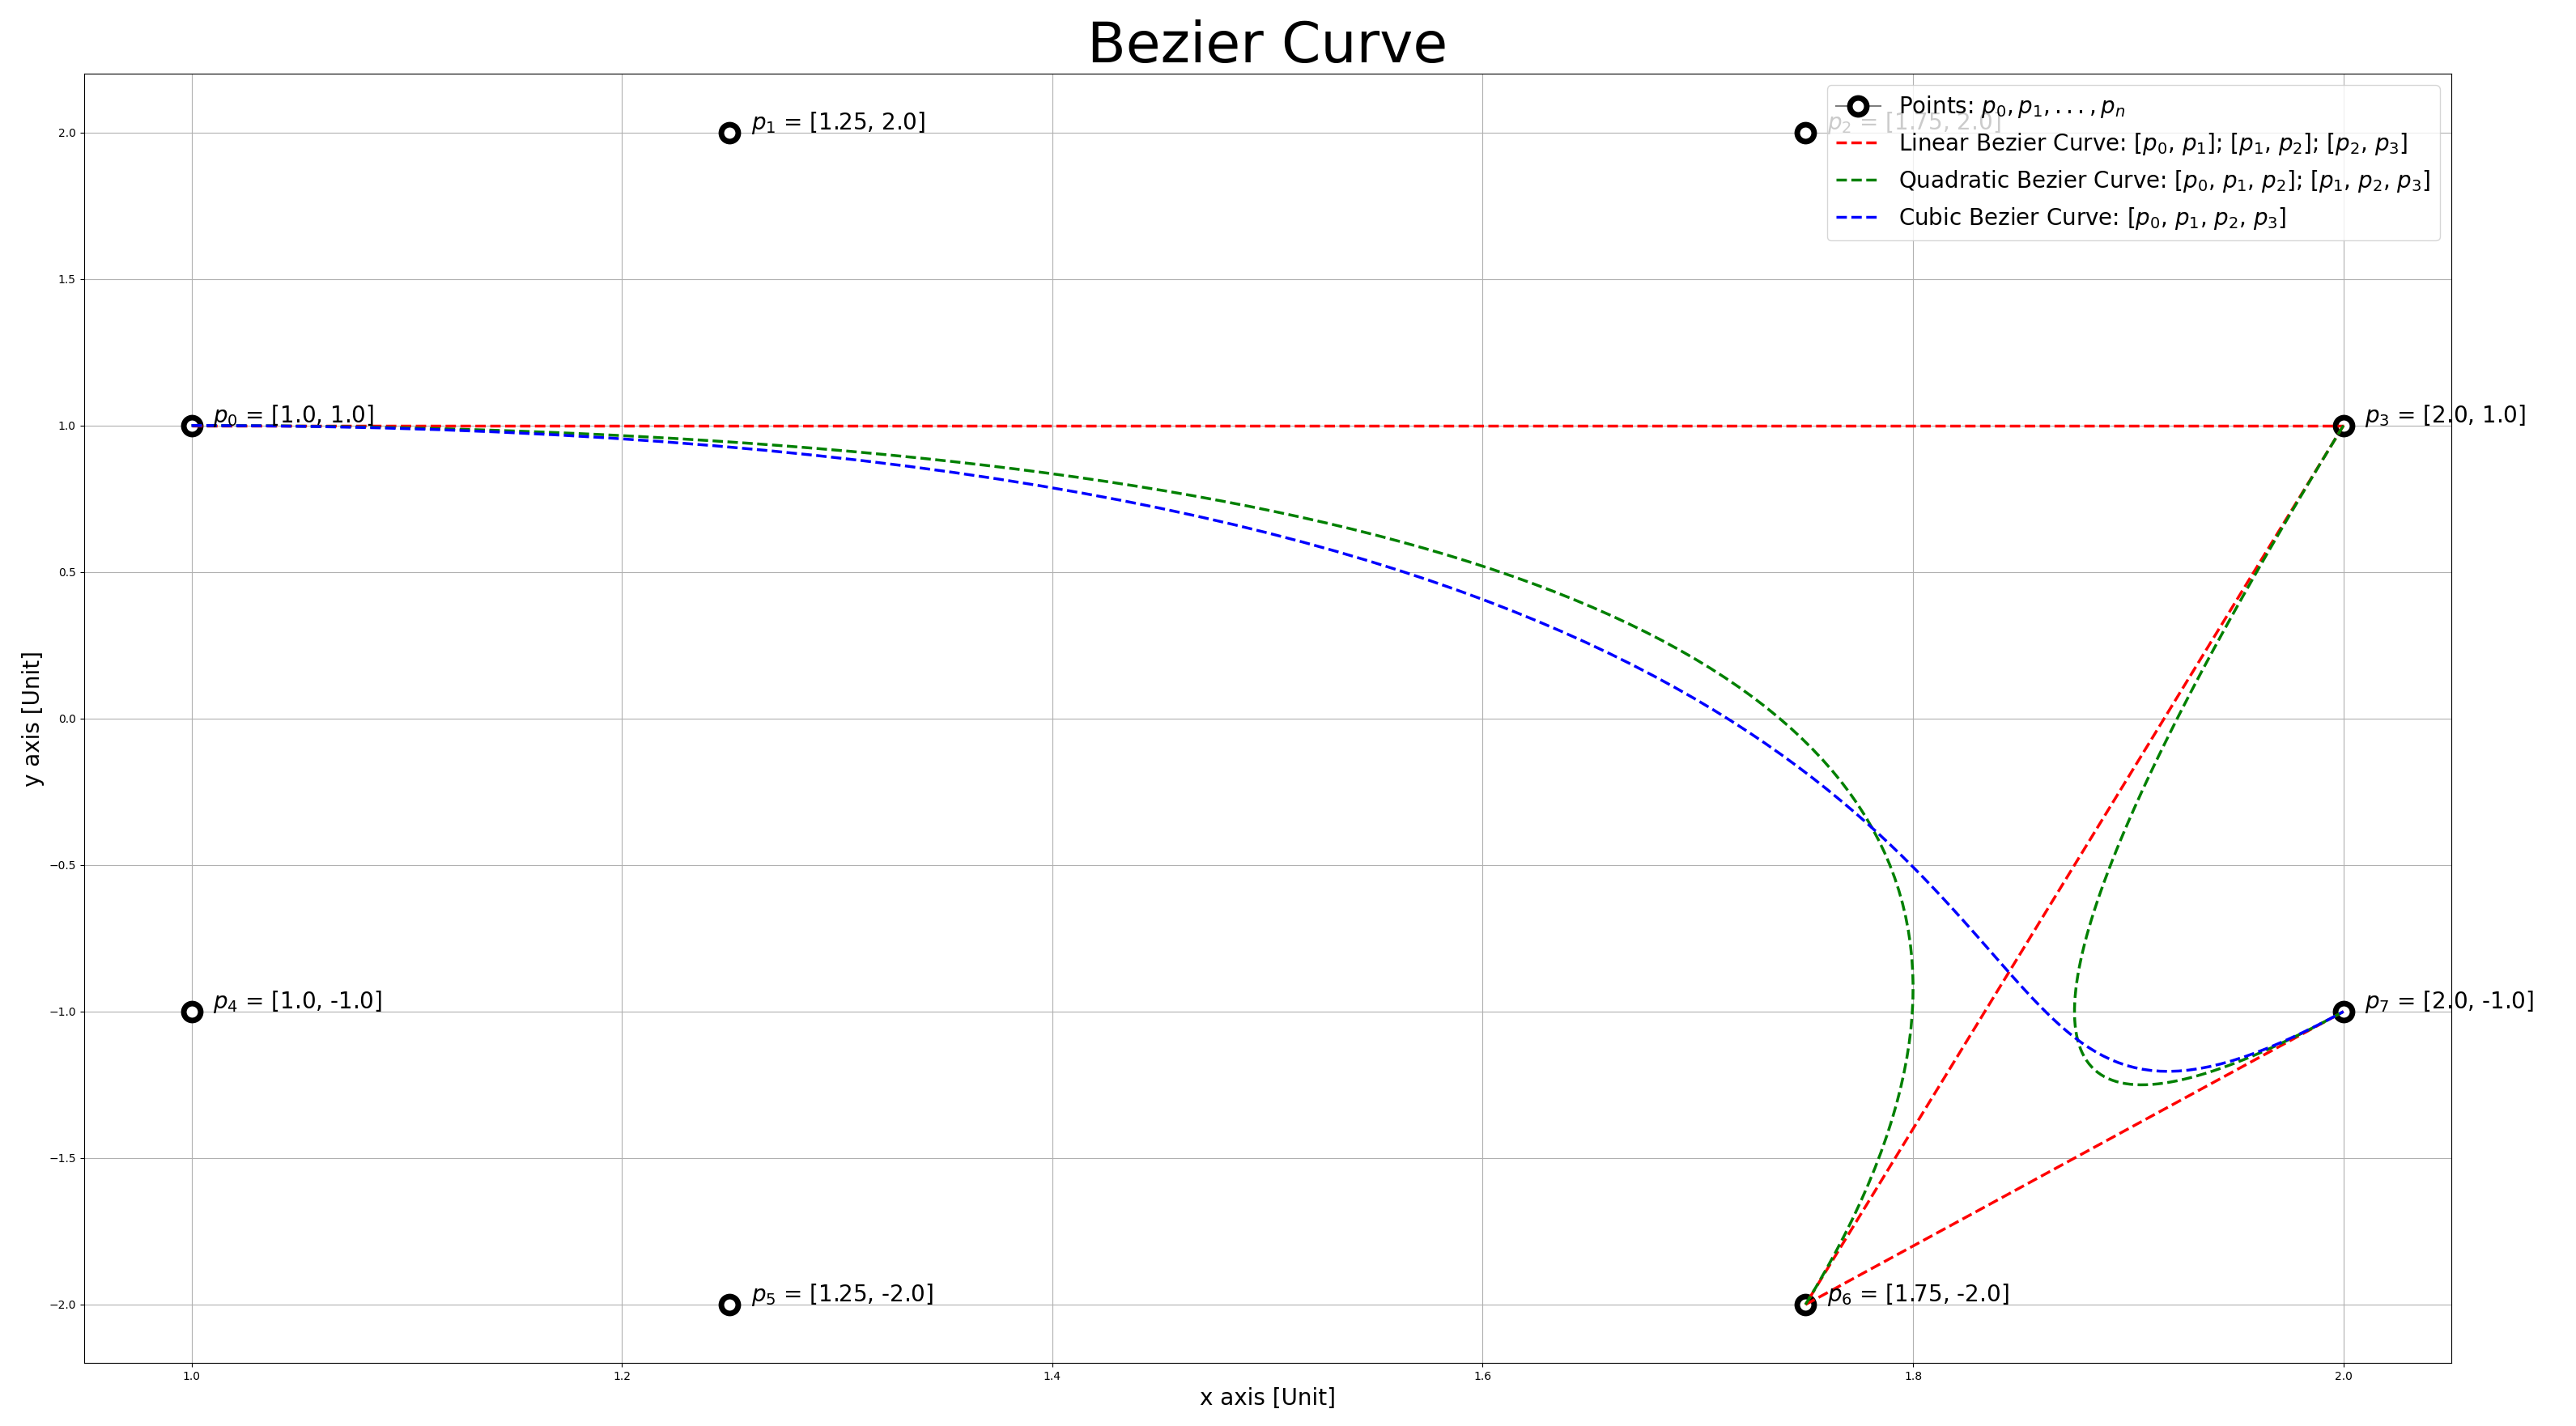 Bezier Curve
p₁ = [1.25, 2.0]
p₂ = [1.75, 2.0]
Points: p₀, p₁, . . . , pₙ
Linear Bezier Curve: [p₀, p₁]; [p₁, p₂]; [p₂, p₃]
Quadratic Bezier Curve: [p₀, p₁, p₂]; [p₁, p₂, p₃]
Cubic Bezier Curve: [p₀, p₁, p₂, p₃]
p₀ = [1.0, 1.0]
p₃ = [2.0, 1.0]
p₄ = [1.0, -1.0]
p₇ = [2.0, -1.0]
p₅ = [1.25, -2.0]
p₆ = [1.75, -2.0]
2.0
1.5
1.0
0.5
0.0
−0.5
−1.0
−1.5
−2.0
y axis [Unit]
1.0 1.2 1.4 1.6 1.8 2.0
x axis [Unit]